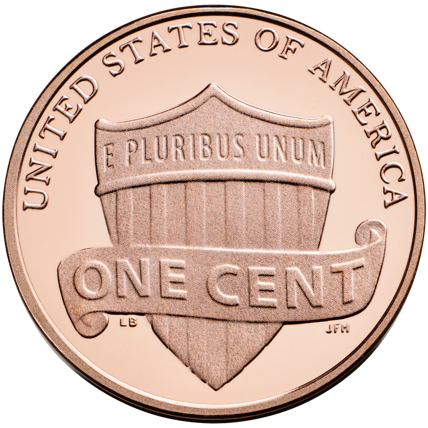 UNITED STATES OF AMERICA
E PLURIBUS UNUM
ONE CENT
LB
JFM